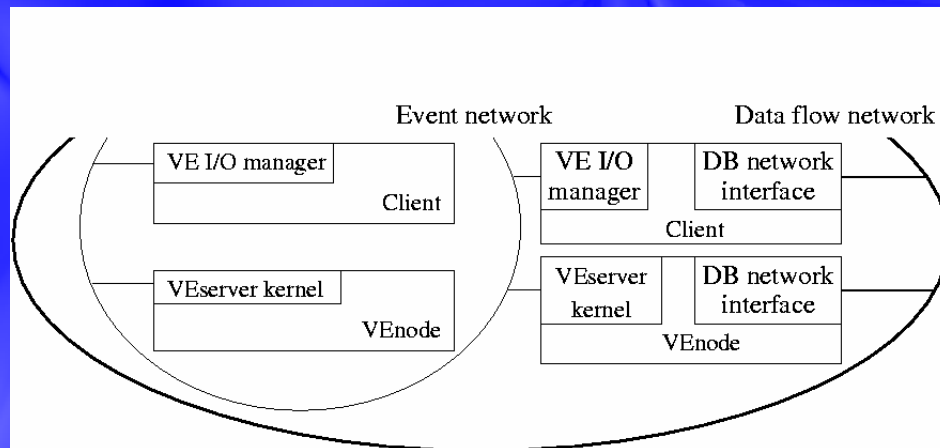 Event network
Data flow network
VE I/O manager
Client
VE I/O
manager
DB network
interface
Client
VEserver kernel
VEnode
VEserver
kernel
DB network
interface
VEnode